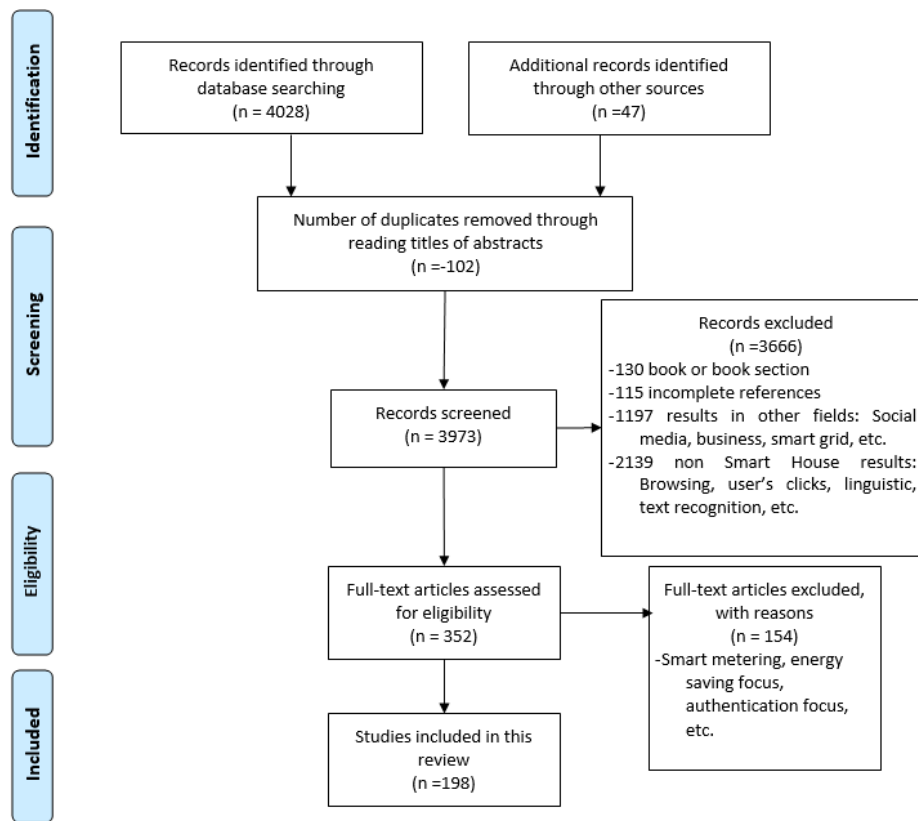 Identification
Records identified through
database searching
(n = 4028)
Additional records identified
through other sources
(n =47)
Number of duplicates removed through
reading titles of abstracts
(n =-102)
Screening
Records excluded
(n =3666)
-130 book or book section
-115 incomplete references
-1197 results in other fields: Social
media, business, smart grid, etc.
-2139 non Smart House results:
Browsing, user's clicks, linguistic,
text recognition, etc.
Records screened
(n = 3973)
Eligibility
Full-text articles assessed
for eligibility
(n = 352)
Full-text articles excluded,
with reasons
(n = 154)
-Smart metering, energy
saving focus,
authentication focus,
etc.
Included
Studies included in this
review
(n =198)